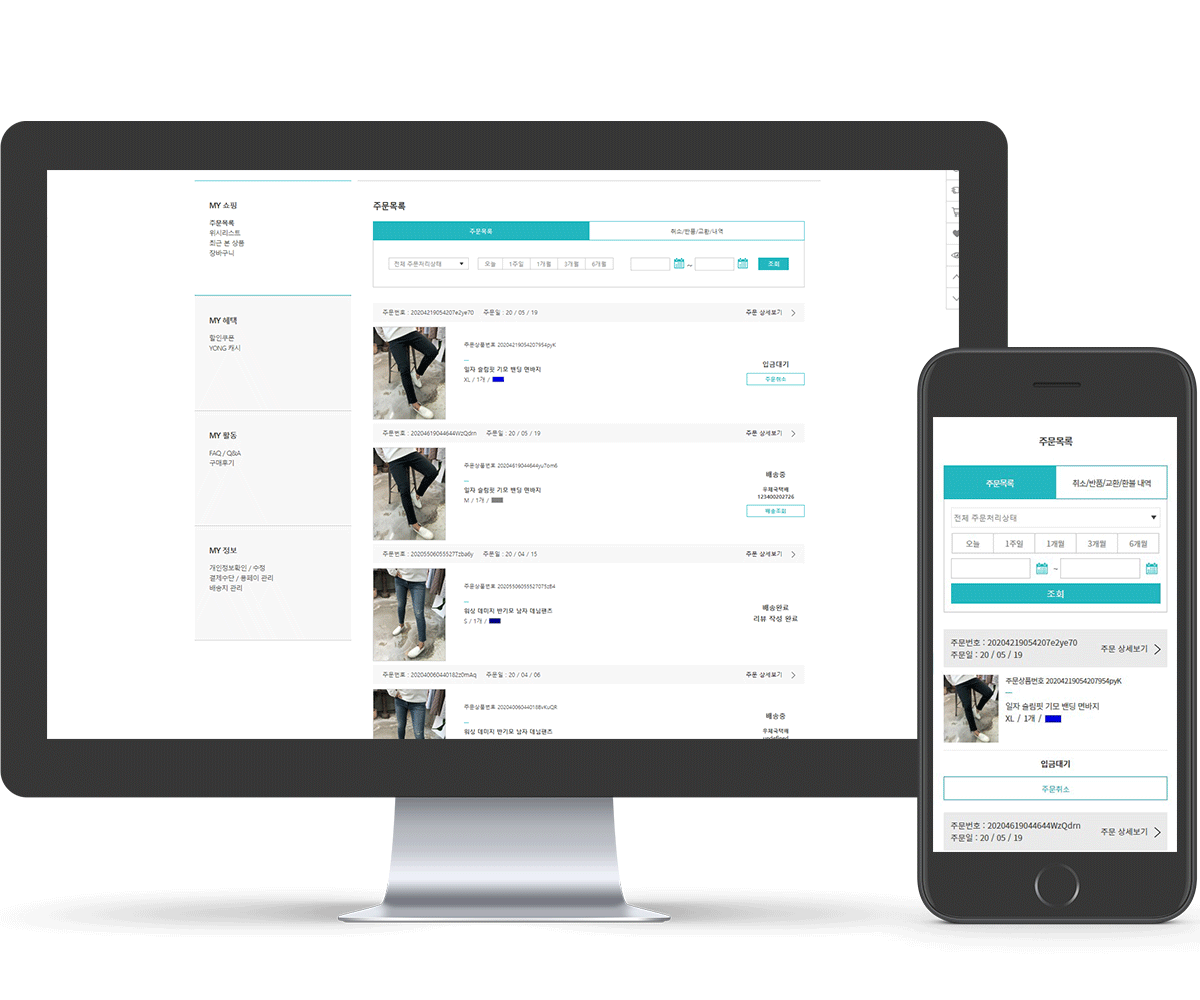 MY 쇼핑
주문목록
위시리스트
최근 본 상품
장바구니
MY 혜택
할인쿠폰
YONG 캐시
MY 활동
FAQ / Q&A
구매후기
MY 정보
개인정보확인 / 수정
결제수단 / 용페이 관리
배송지 관리
주문목록
주문목록
취소/반품/교환/내역
전체 주문처리상태
오늘
1주일
1개월
3개월
6개월
~
조회
주문번호 : 20204219054207e2ye70 주문일 : 20 / 05 / 19
주문 상세보기
주문상품번호 20204219054207954pyK
일자 슬림핏 기모 밴딩 면바지
XL / 1개 /
입금대기
주문취소
주문번호 : 20204619044644WzQdrn 주문일 : 20 / 05 / 19
주문 상세보기
주문상품번호 20204619044644yu7om6
일자 슬림핏 기모 밴딩 면바지
M / 1개 /
배송중
우체국택배
123400202726
배송조회
주문번호 : 20205506055527Tzba6y 주문일 : 20 / 04 / 15
주문 상세보기
워싱 데미지 반기모 남자 데님팬츠
S / 1개 /
배송완료
리뷰 작성 완료
주문번호 : 202040060440182z0mAq 주문일 : 20 / 04 / 06
주문 상세보기
워싱 데미지 반기모 남자 데님팬츠
배송중
우체국택배
undefined
주문목록
주문목록
취소/반품/교환/환불 내역
전체 주문처리상태
오늘
1주일
1개월
3개월
6개월
~
조회
주문번호 : 20204219054207e2ye70
주문일 : 20 / 05 / 19
주문 상세보기
주문상품번호 20204219054207954pyK
일자 슬림핏 기모 밴딩 면바지
XL / 1개 /
입금대기
주문취소
주문번호 : 20204619044644WzQdrn
주문일 : 20 / 05 / 19
주문 상세보기